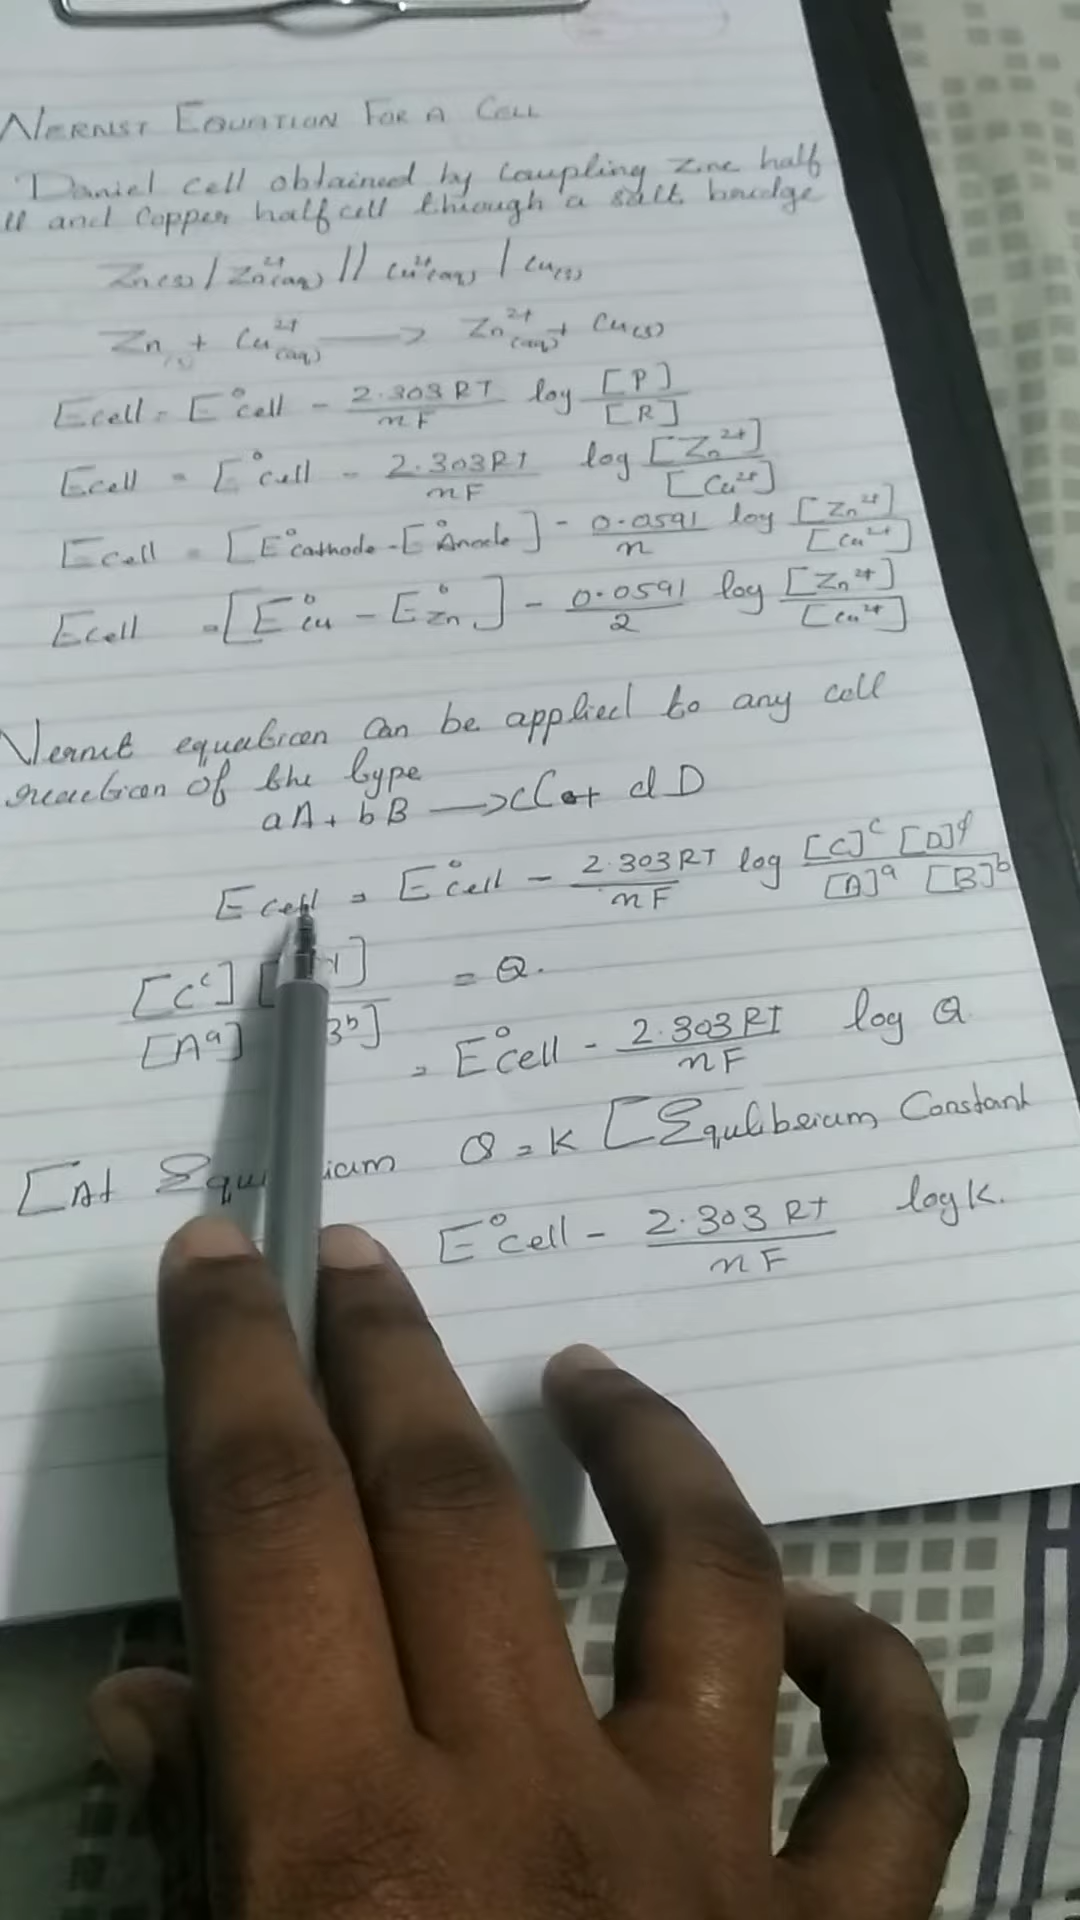 NERNST EQUATION FOR A CELL
Daniel cell obtained by coupling Zinc half
ll and Copper half cell through a salt bridge
Zn(s) / Zn²⁺(aq) // Cu²⁺(aq) / Cu(s)
Zn(s) + Cu²⁺(aq) ⟶ Zn²⁺(aq) + Cu(s)
Ecell = E°cell - 2.303RT/nF log [P]/[R]
Ecell = E°cell - 2.303RT/nF log [Zn²⁺]/[Cu²⁺]
Ecell = [E°cathode - E°Anode] - 0.0591/n log [Zn²⁺]/[Cu²⁺]
Ecell = [E°Cu - E°Zn] - 0.0591/2 log [Zn²⁺]/[Cu²⁺]
equation can be applied to any cell
reaction of the type
aA + bB ⟶ cC + dD
Ecell = E°cell - 2.303RT/nF log [C]ᶜ [D]ᵈ/[A]ᵃ [B]ᵇ
[Cᶜ] [ ]/[Aᵃ] Bᵇ] = Q.
= E°cell - 2.303RT/nF log Q
[At Q = K [Equlibrium Constant
E°cell - 2.303RT/nF log K.